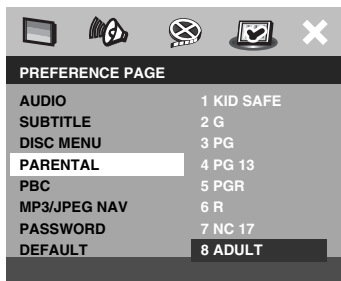 PREFERENCE PAGE
AUDIO 1 KID SAFE
SUBTITLE 2 G
DISC MENU 3 PG
PARENTAL 4 PG 13
PBC 5 PGR
MP3/JPEG NAV 6 R
PASSWORD 7 NC 17
DEFAULT 8 ADULT